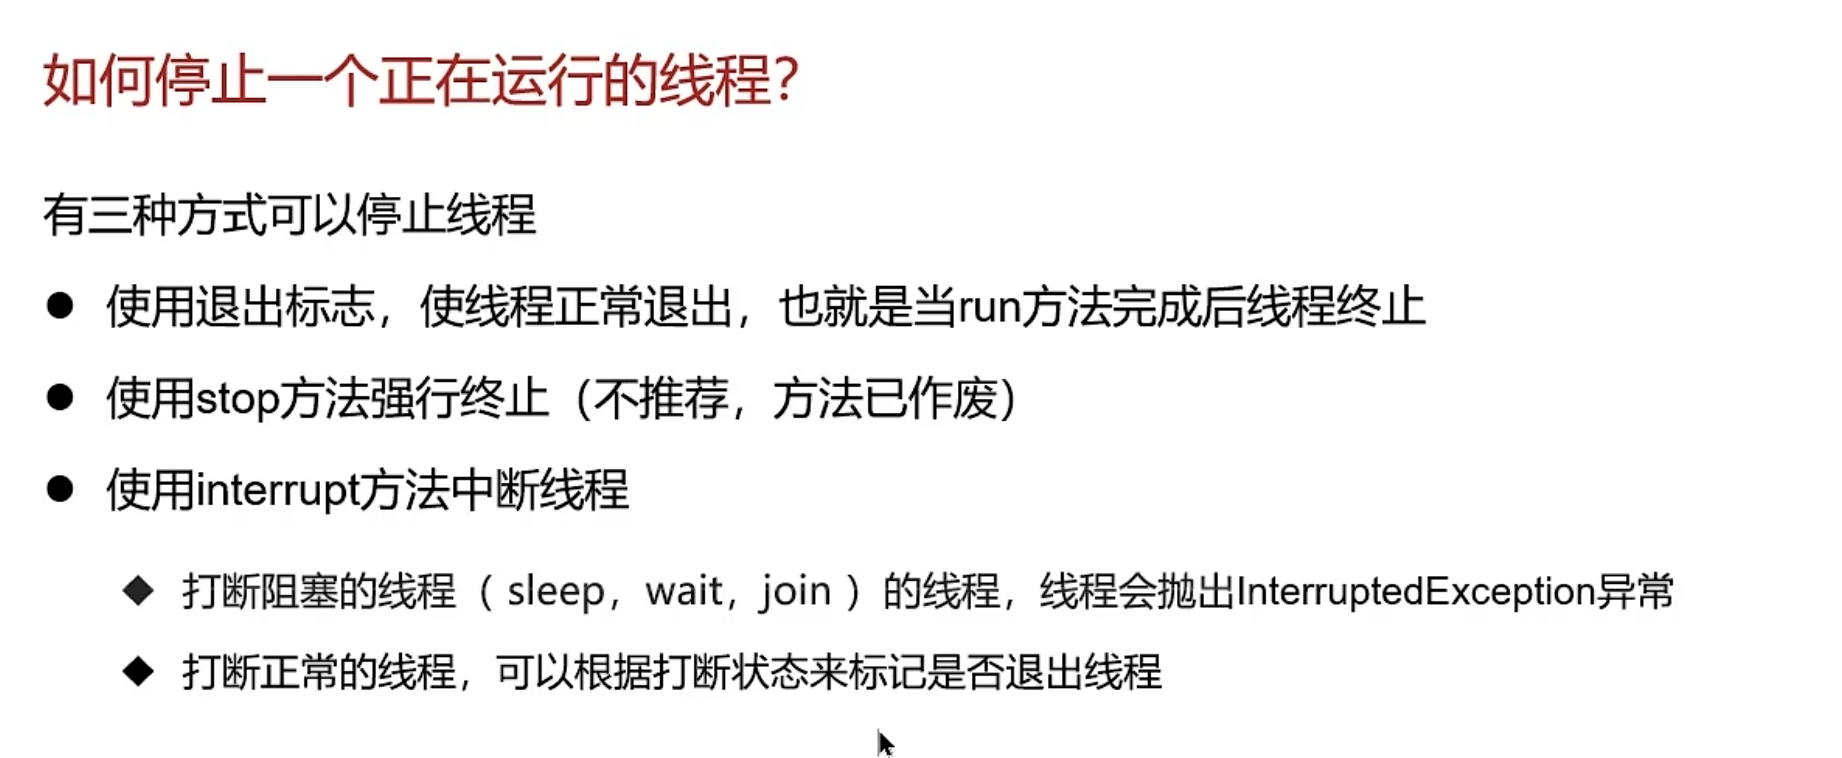 如何停止一个正在运行的线程？
有三种方式可以停止线程
● 使用退出标志，使线程正常退出，也就是当run方法完成后线程终止
● 使用stop方法强行终止（不推荐，方法已作废）
● 使用interrupt方法中断线程
◆ 打断阻塞的线程（ sleep，wait，join ）的线程，线程会抛出InterruptedException异常
◆ 打断正常的线程，可以根据打断状态来标记是否退出线程